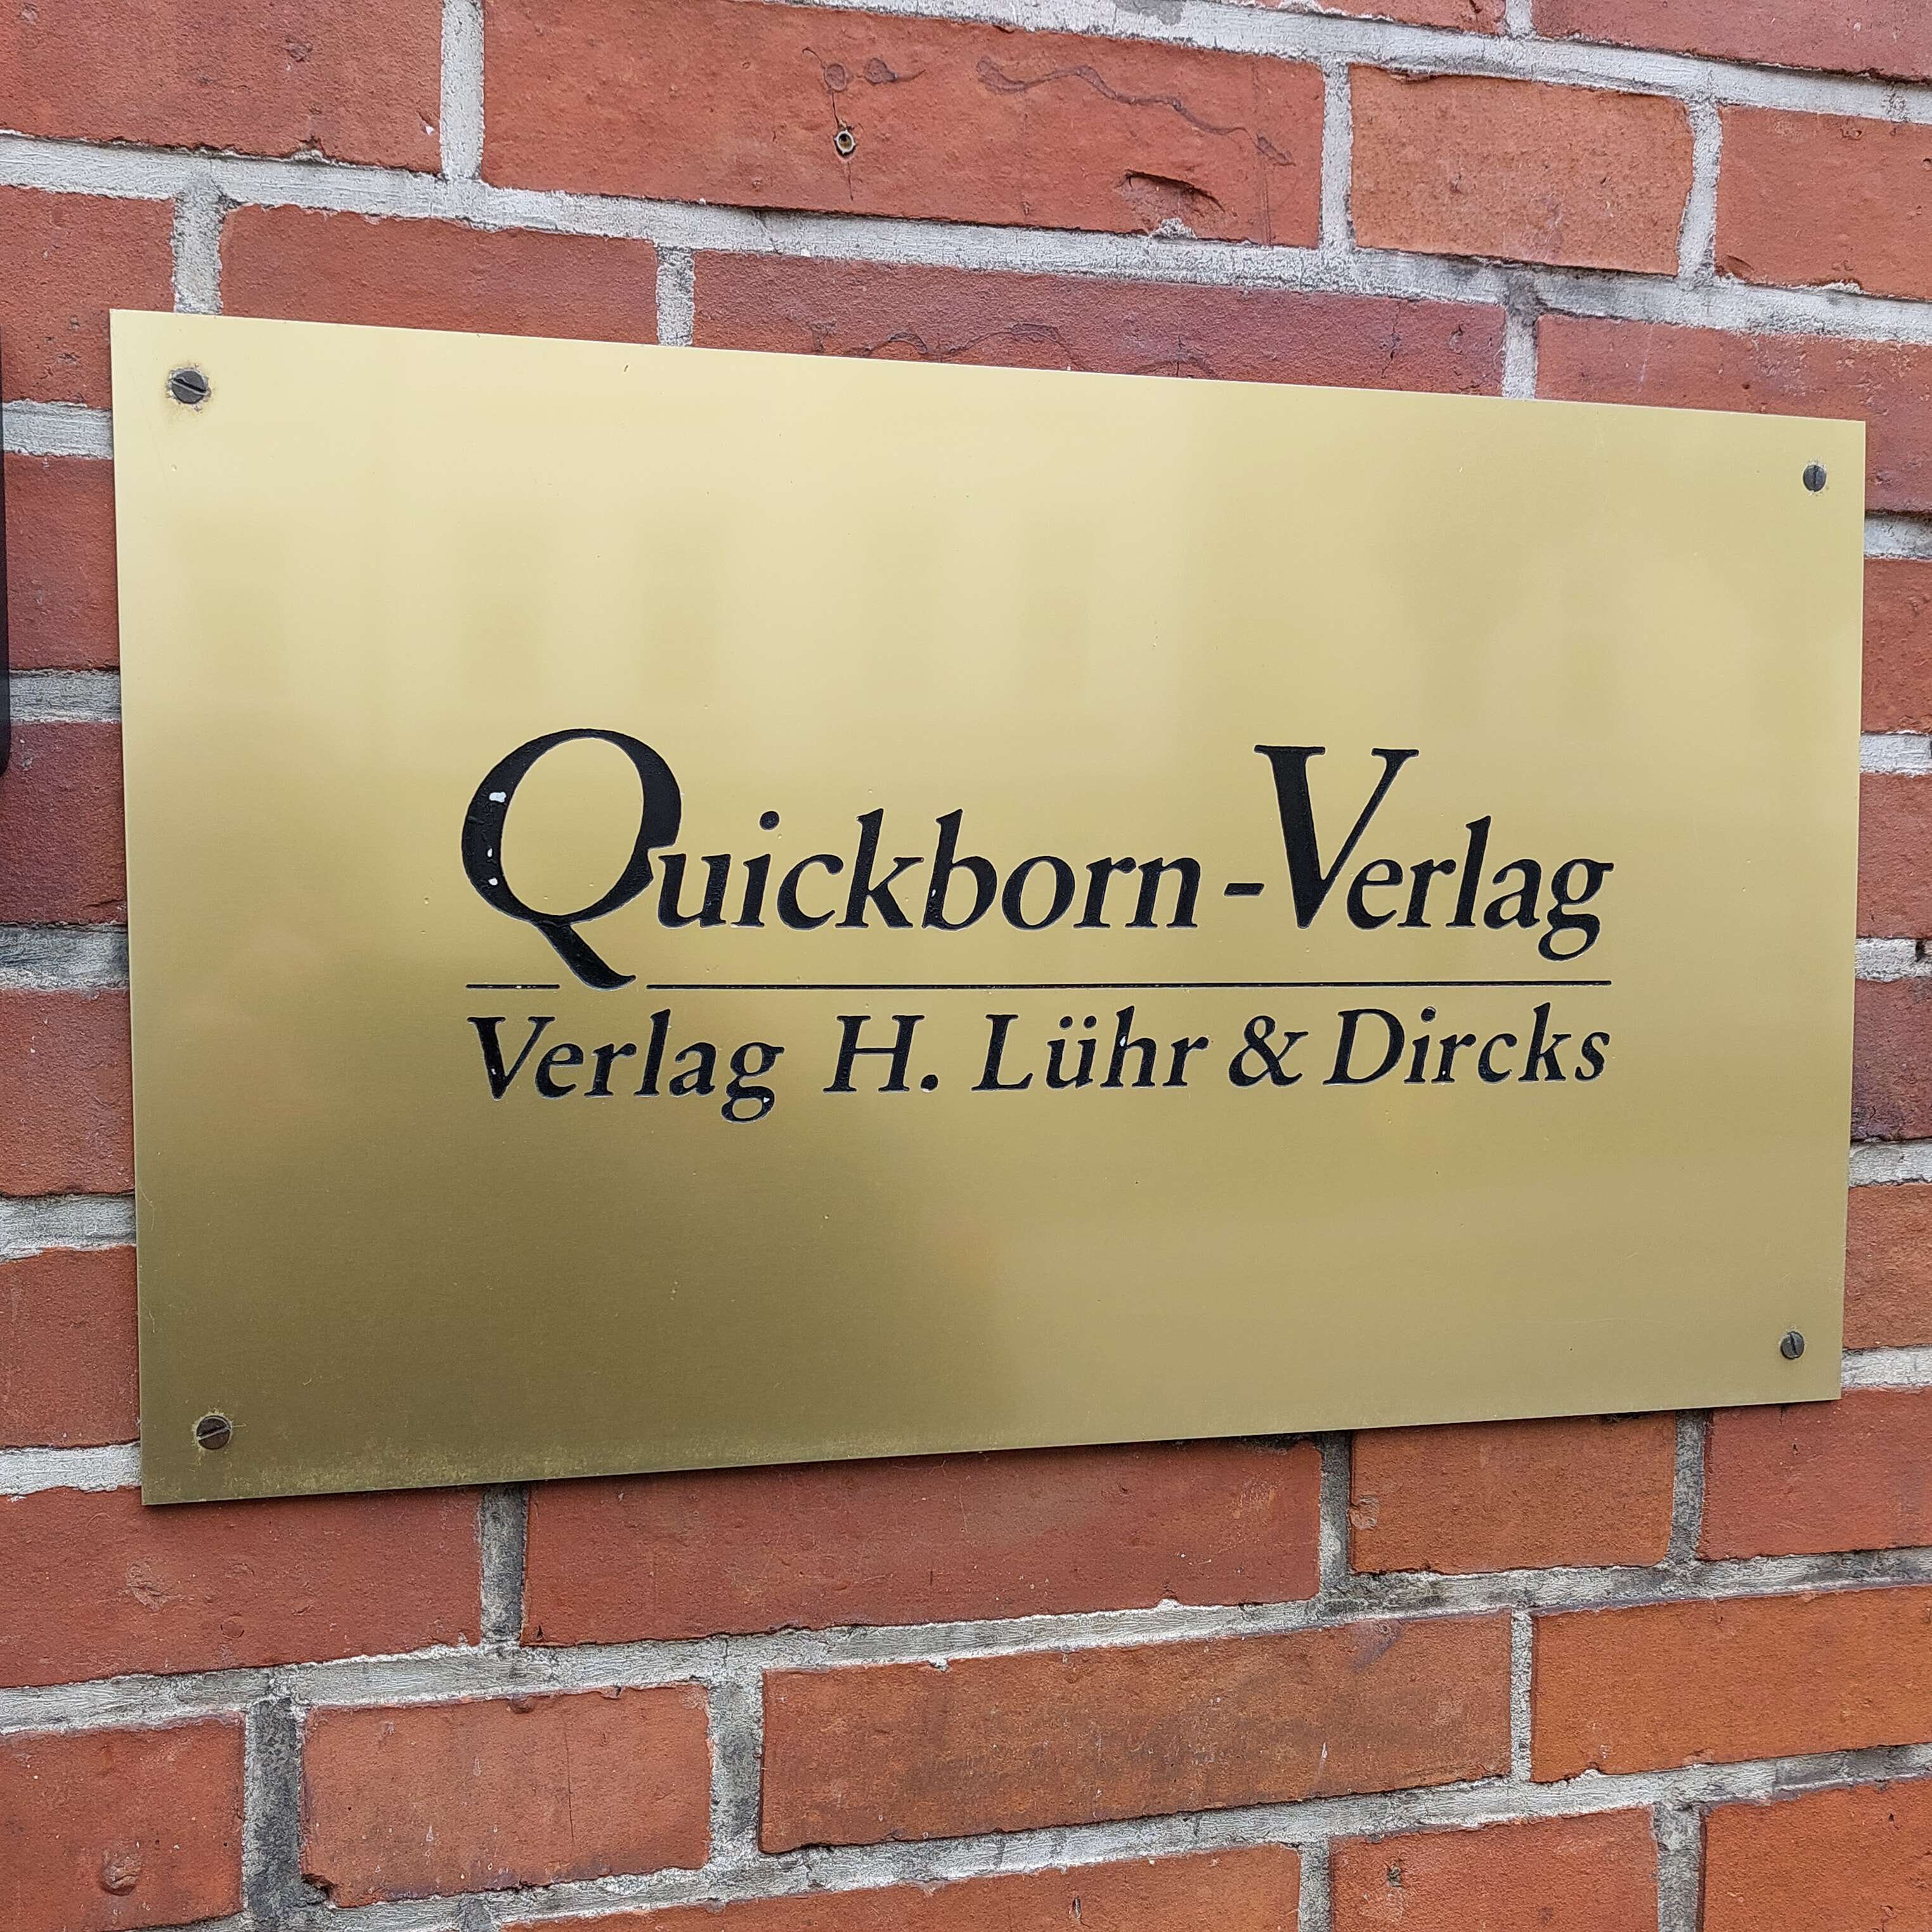 Quickborn-Verlag
Verlag H. Lühr & Dircks